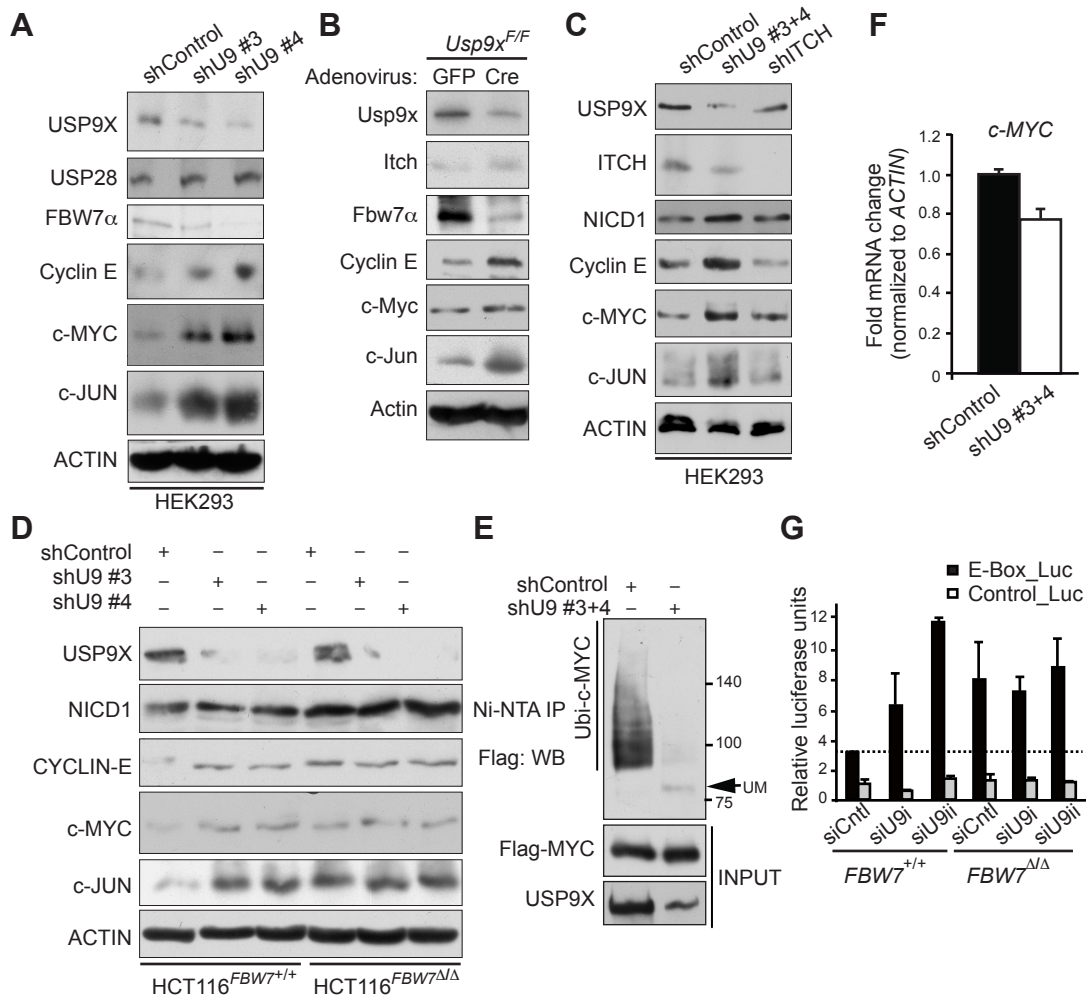 A
shControl
shU9 #3
shU9 #4
USP9X
USP28
FBW7α
Cyclin E
c-MYC
c-JUN
ACTIN
HEK293
B
Usp9x^F/F
Adenovirus: GFP Cre
Usp9x
Itch
Fbw7α
Cyclin E
c-Myc
c-Jun
Actin
C
shControl
shU9 #3+4
shITCH
USP9X
ITCH
NICD1
Cyclin E
c-MYC
c-JUN
ACTIN
HEK293
F
c-MYC
Fold mRNA change
(normalized to ACTIN)
1.2
1.0
0.8
0.6
0.4
0.2
0
shControl
shU9 #3+4
D
shControl + – – + – –
shU9 #3 – + – – + –
shU9 #4 – – + – – +
USP9X
NICD1
CYCLIN-E
c-MYC
c-JUN
ACTIN
HCT116^FBW7+/+
HCT116^FBW7Δ/Δ
E
shControl + –
shU9 #3+4 – +
Ubi-c-MYC
Ni-NTA IP
Flag: WB
140
100
UM
75
Flag-MYC
USP9X
INPUT
G
E-Box_Luc
Control_Luc
Relative luciferase units
12
10
8
6
4
2
0
siCntl
siU9i
siU9ii
siCntl
siU9i
siU9ii
FBW7^+/+
FBW7^Δ/Δ